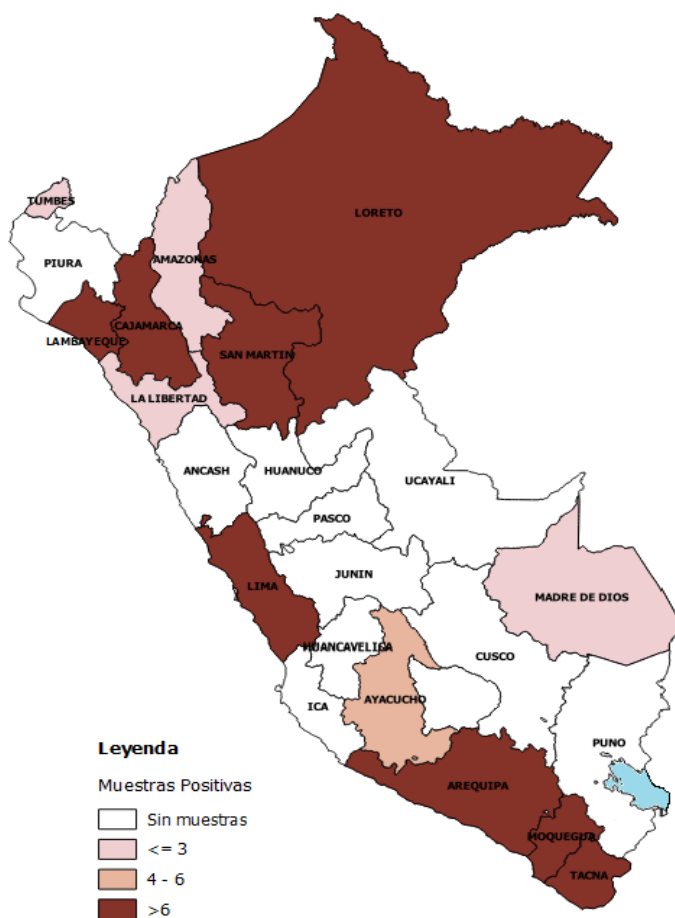 LORETO
TUMBES
PIURA
AMAZONAS
CAJAMARCA
LAMBAYEQUE
SAN MARTIN
LA LIBERTAD
ANCASH
HUANUCO
UCAYALI
PASCO
JUNIN
LIMA
MADRE DE DIOS
HUANCAVELICA
CUSCO
AYACUCHO
ICA
PUNO
AREQUIPA
MOQUEGUA
TACNA
Leyenda
Muestras Positivas
Sin muestras
<= 3
4 - 6
>6